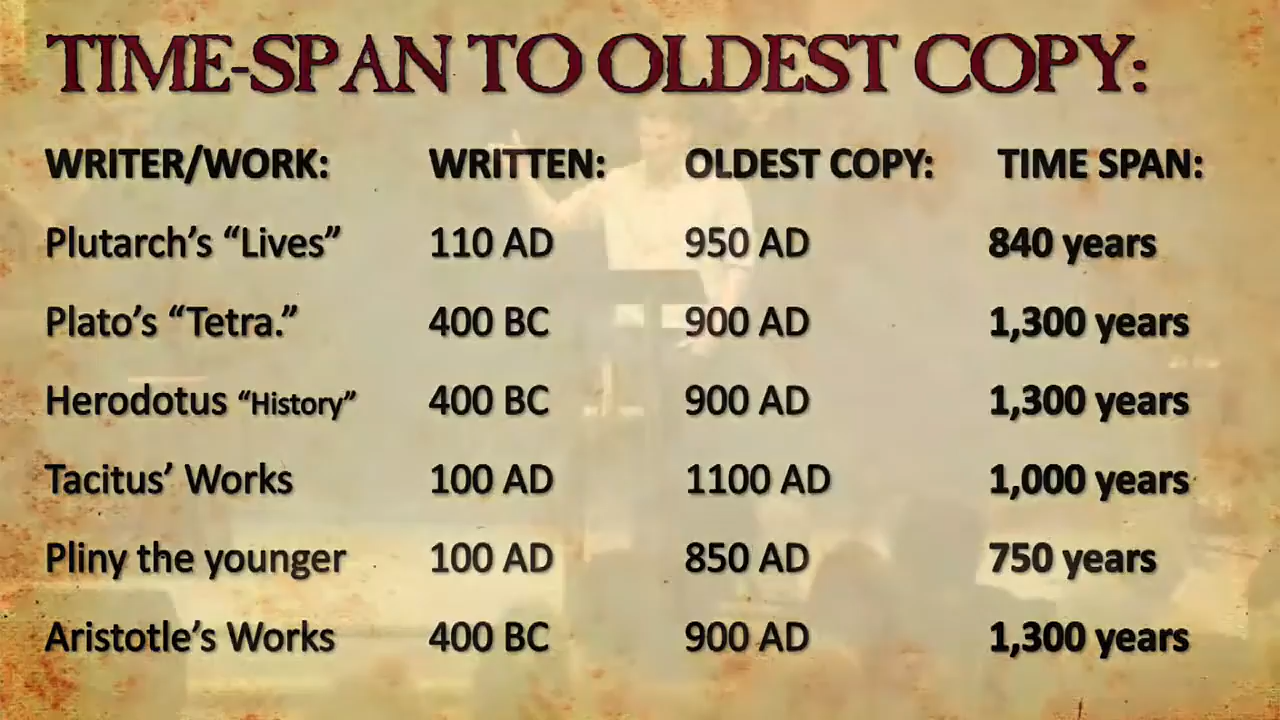 TIME-SPAN TO OLDEST COPY:
WRITER/WORK: WRITTEN: OLDEST COPY: TIME SPAN:
Plutarch's “Lives” 110 AD 950 AD 840 years
Plato's “Tetra.” 400 BC 900 AD 1,300 years
Herodotus “History” 400 BC 900 AD 1,300 years
Tacitus’ Works 100 AD 1100 AD 1,000 years
Pliny the younger 100 AD 850 AD 750 years
Aristotle’s Works 400 BC 900 AD 1,300 years